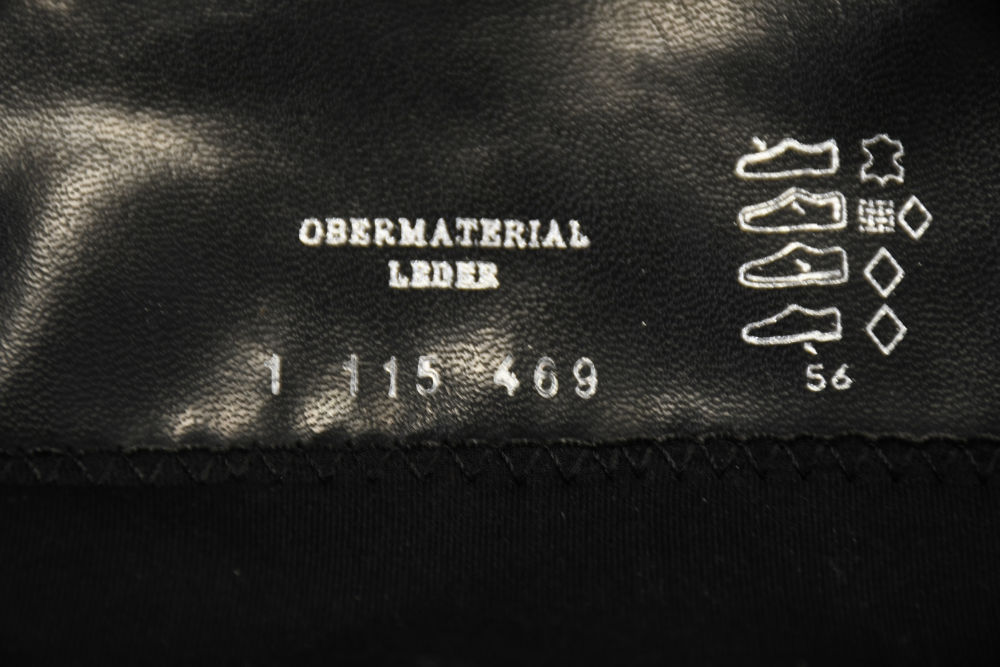 OBERMATERIAL
LEDER
1 115 469
56